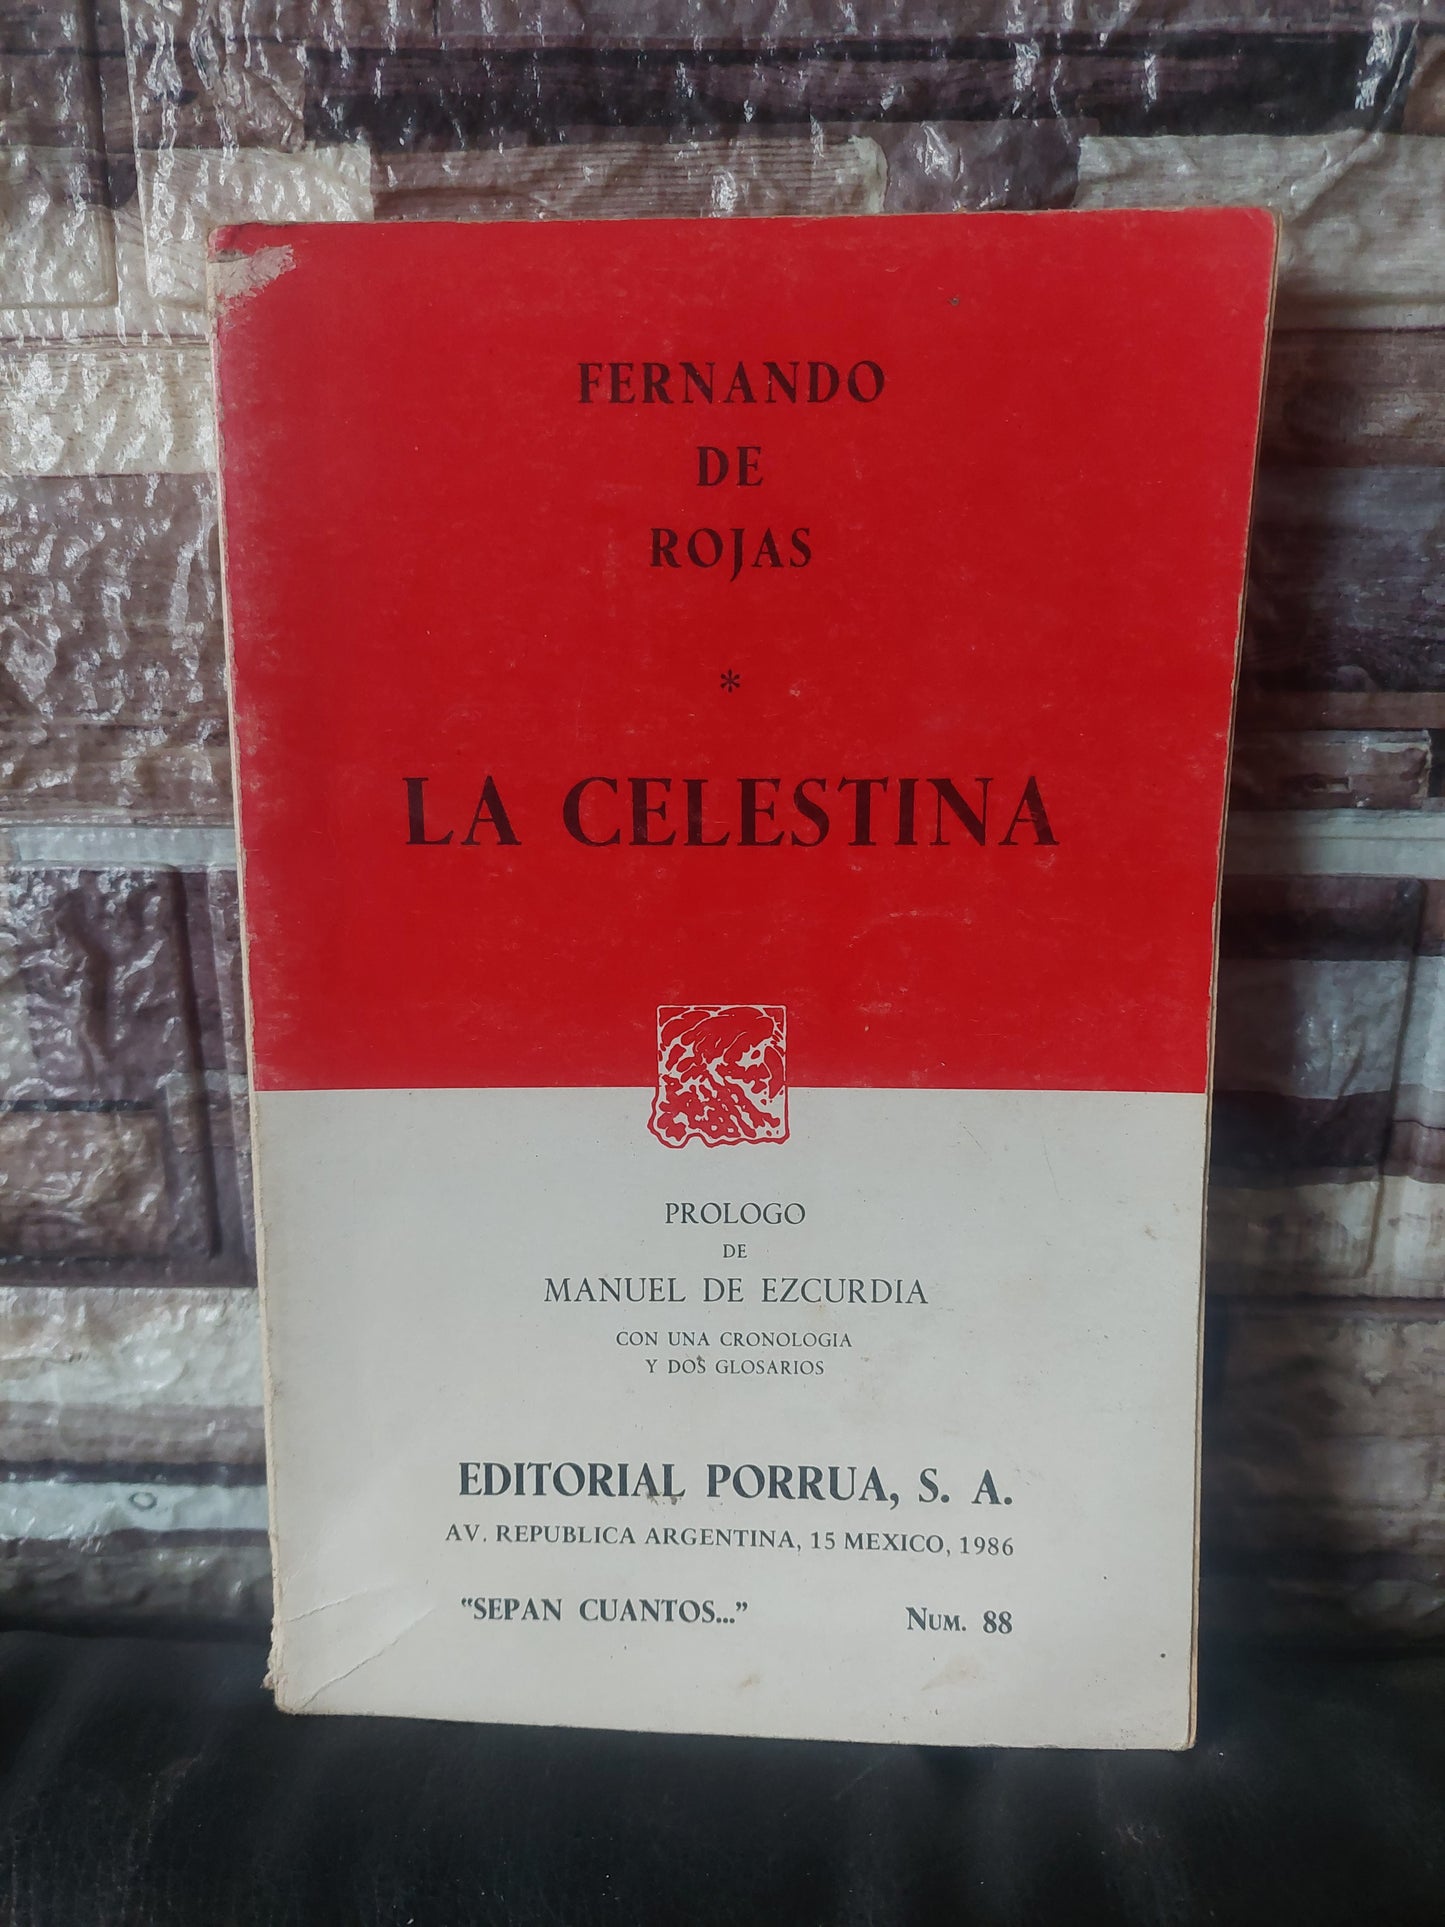 FERNANDO
DE
ROJAS
*
LA CELESTINA
PROLOGO
DE
MANUEL DE EZCURDIA
CON UNA CRONOLOGIA
Y DOS GLOSARIOS
EDITORIAL PORRUA, S. A.
AV. REPUBLICA ARGENTINA, 15 MEXICO, 1986
"SEPAN CUANTOS..." NUM. 88